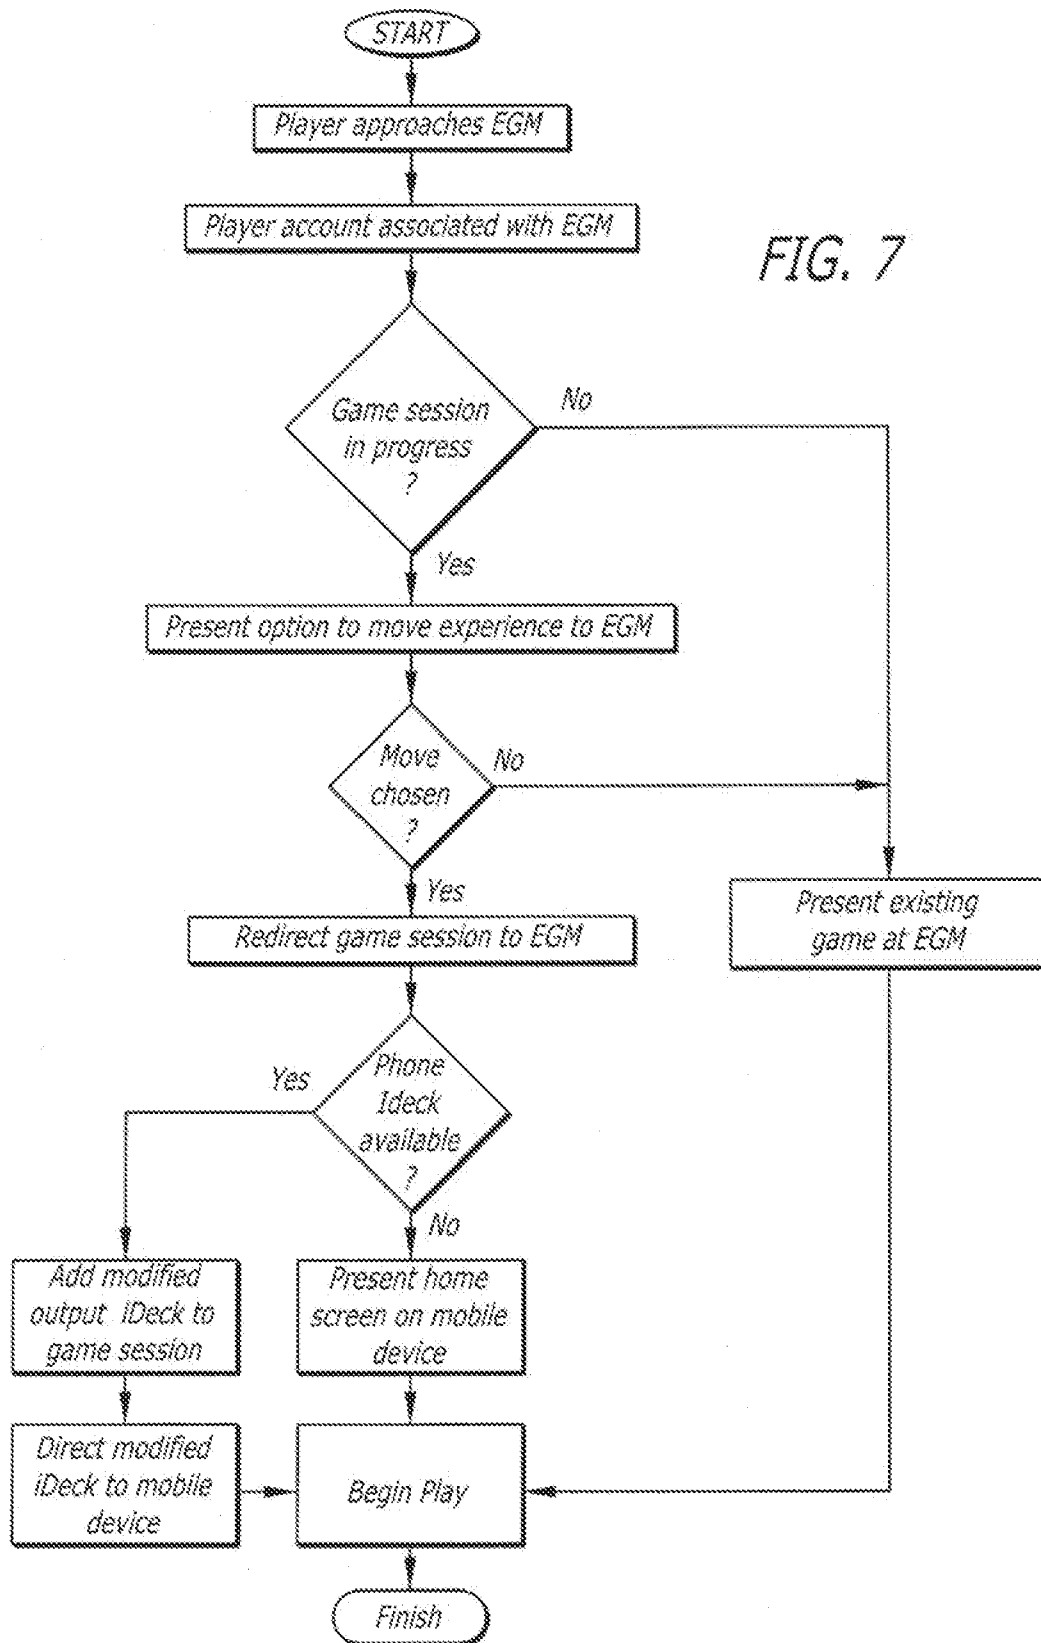 START
Player approaches EGM
Player account associated with EGM
FIG. 7
Game session
in progress
?
No
Yes
Present option to move experience to EGM
Move
chosen
?
No
Yes
Redirect game session to EGM
Present existing
game at EGM
Phone
Ideck
available
?
Yes
No
Add modified
output iDeck to
game session
Present home
screen on mobile
device
Direct modified
iDeck to mobile
device
Begin Play
Finish